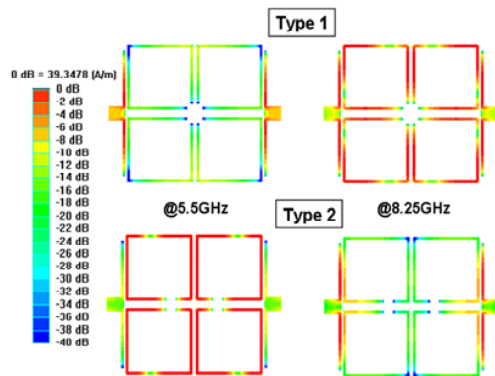 Type 1
0 dB = 39.3478 (A/m)
0 dB
-2 dB
-4 dB
-6 dB
-8 dB
-10 dB
-12 dB
-14 dB
-16 dB
-18 dB
-20 dB
-22 dB
-24 dB
-26 dB
-28 dB
-30 dB
-32 dB
-34 dB
-36 dB
-38 dB
-40 dB
@5.5GHz
Type 2
@8.25GHz